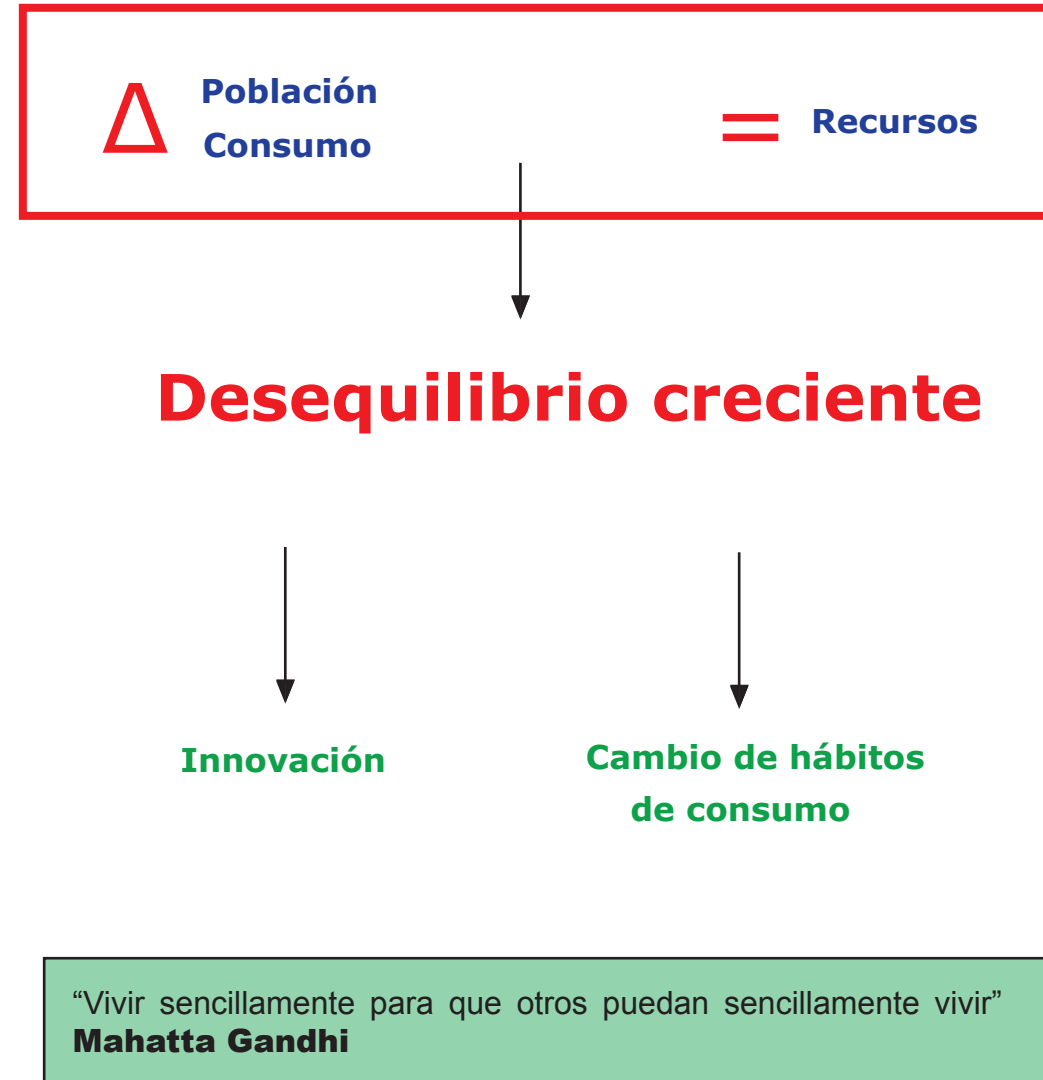 Δ Población
Consumo
= Recursos
Desequilibrio creciente
Innovación
Cambio de hábitos
de consumo
“Vivir sencillamente para que otros puedan sencillamente vivir”
Mahatta Gandhi